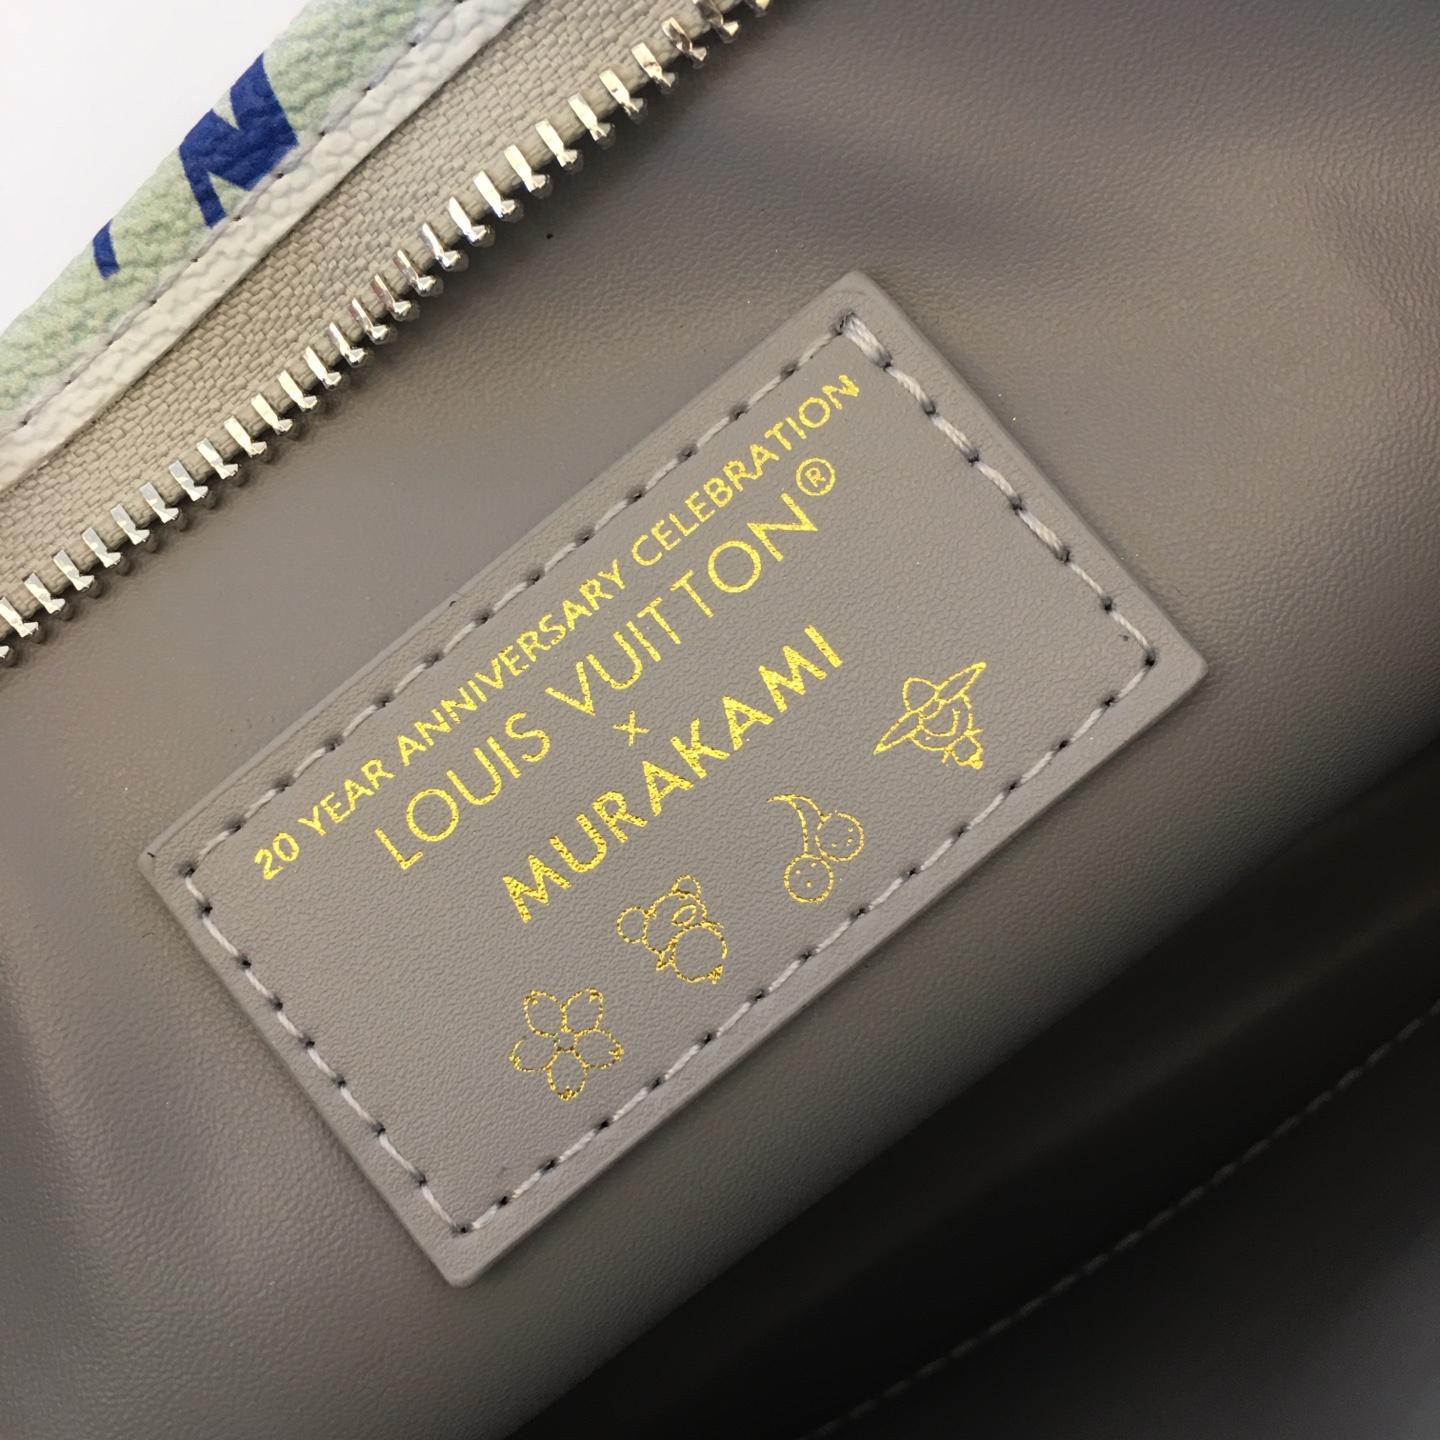 20 YEAR ANNIVERSARY CELEBRATION
LOUIS VUITTON®
x
MURAKAMI